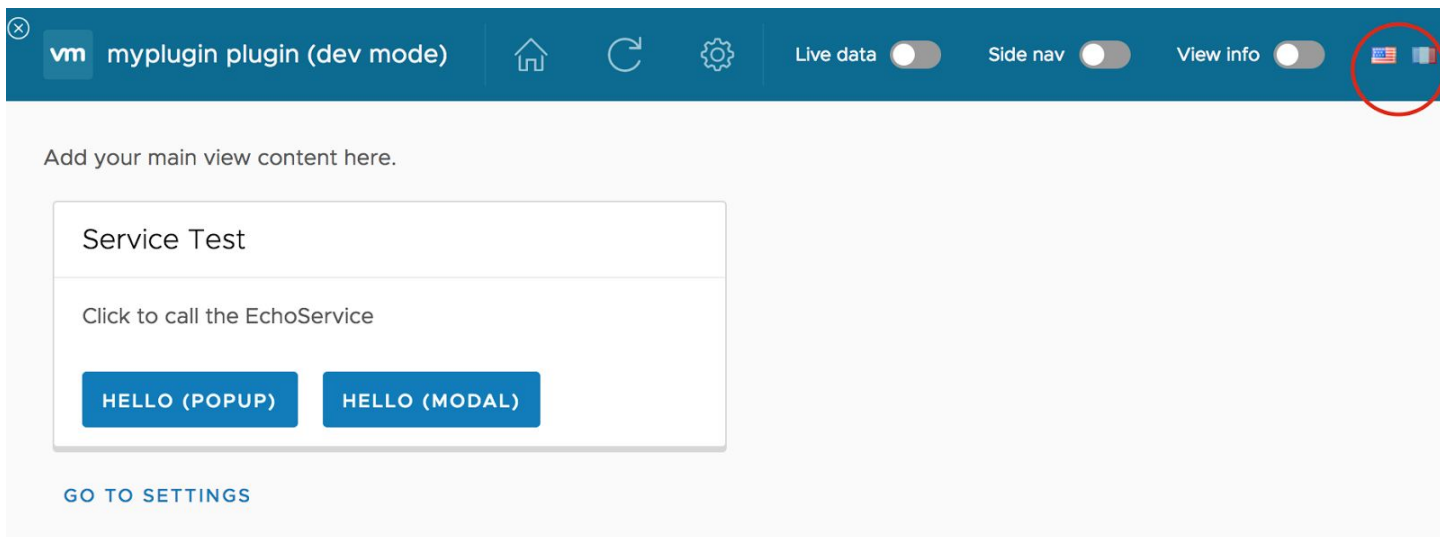 vm myplugin plugin (dev mode) Live data Side nav View info
Add your main view content here.
Service Test
Click to call the EchoService
HELLO (POPUP) HELLO (MODAL)
GO TO SETTINGS